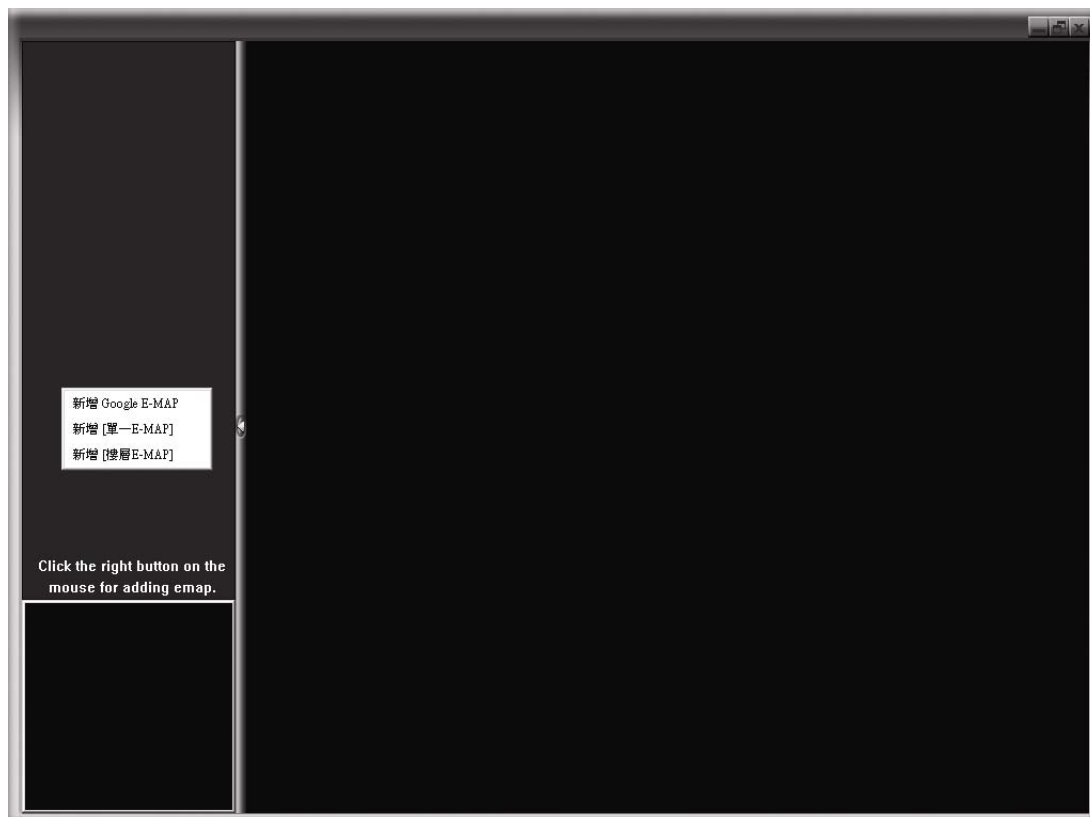 新增 Google E-MAP
新增 [單一E-MAP]
新增 [樓層E-MAP]
Click the right button on the
mouse for adding emap.